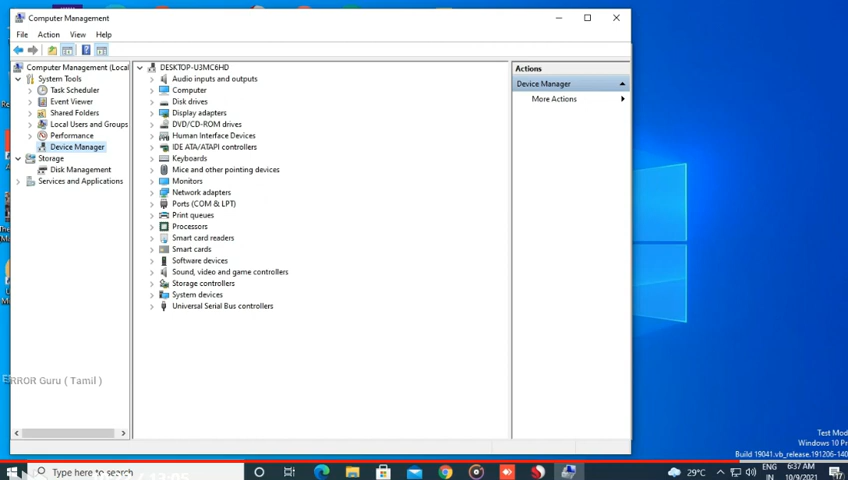 Computer Management
File Action View Help
Computer Management (Local
System Tools
Task Scheduler
Event Viewer
Shared Folders
Local Users and Groups
Performance
Device Manager
Storage
Disk Management
Services and Applications
DESKTOP-U3MC6HD
Audio inputs and outputs
Computer
Disk drives
Display adapters
DVD/CD-ROM drives
Human Interface Devices
IDE ATA/ATAPI controllers
Keyboards
Mice and other pointing devices
Monitors
Network adapters
Ports (COM & LPT)
Print queues
Processors
Smart card readers
Smart cards
Software devices
Sound, video and game controllers
Storage controllers
System devices
Universal Serial Bus controllers
Actions
Device Manager
More Actions
ERROR Guru ( Tamil )
Test Mod
Windows 10 Pr
Build 19041.vb_release.191206-140
Type here to search
29°C
ENG
IN
6:37 AM
10/9/2021